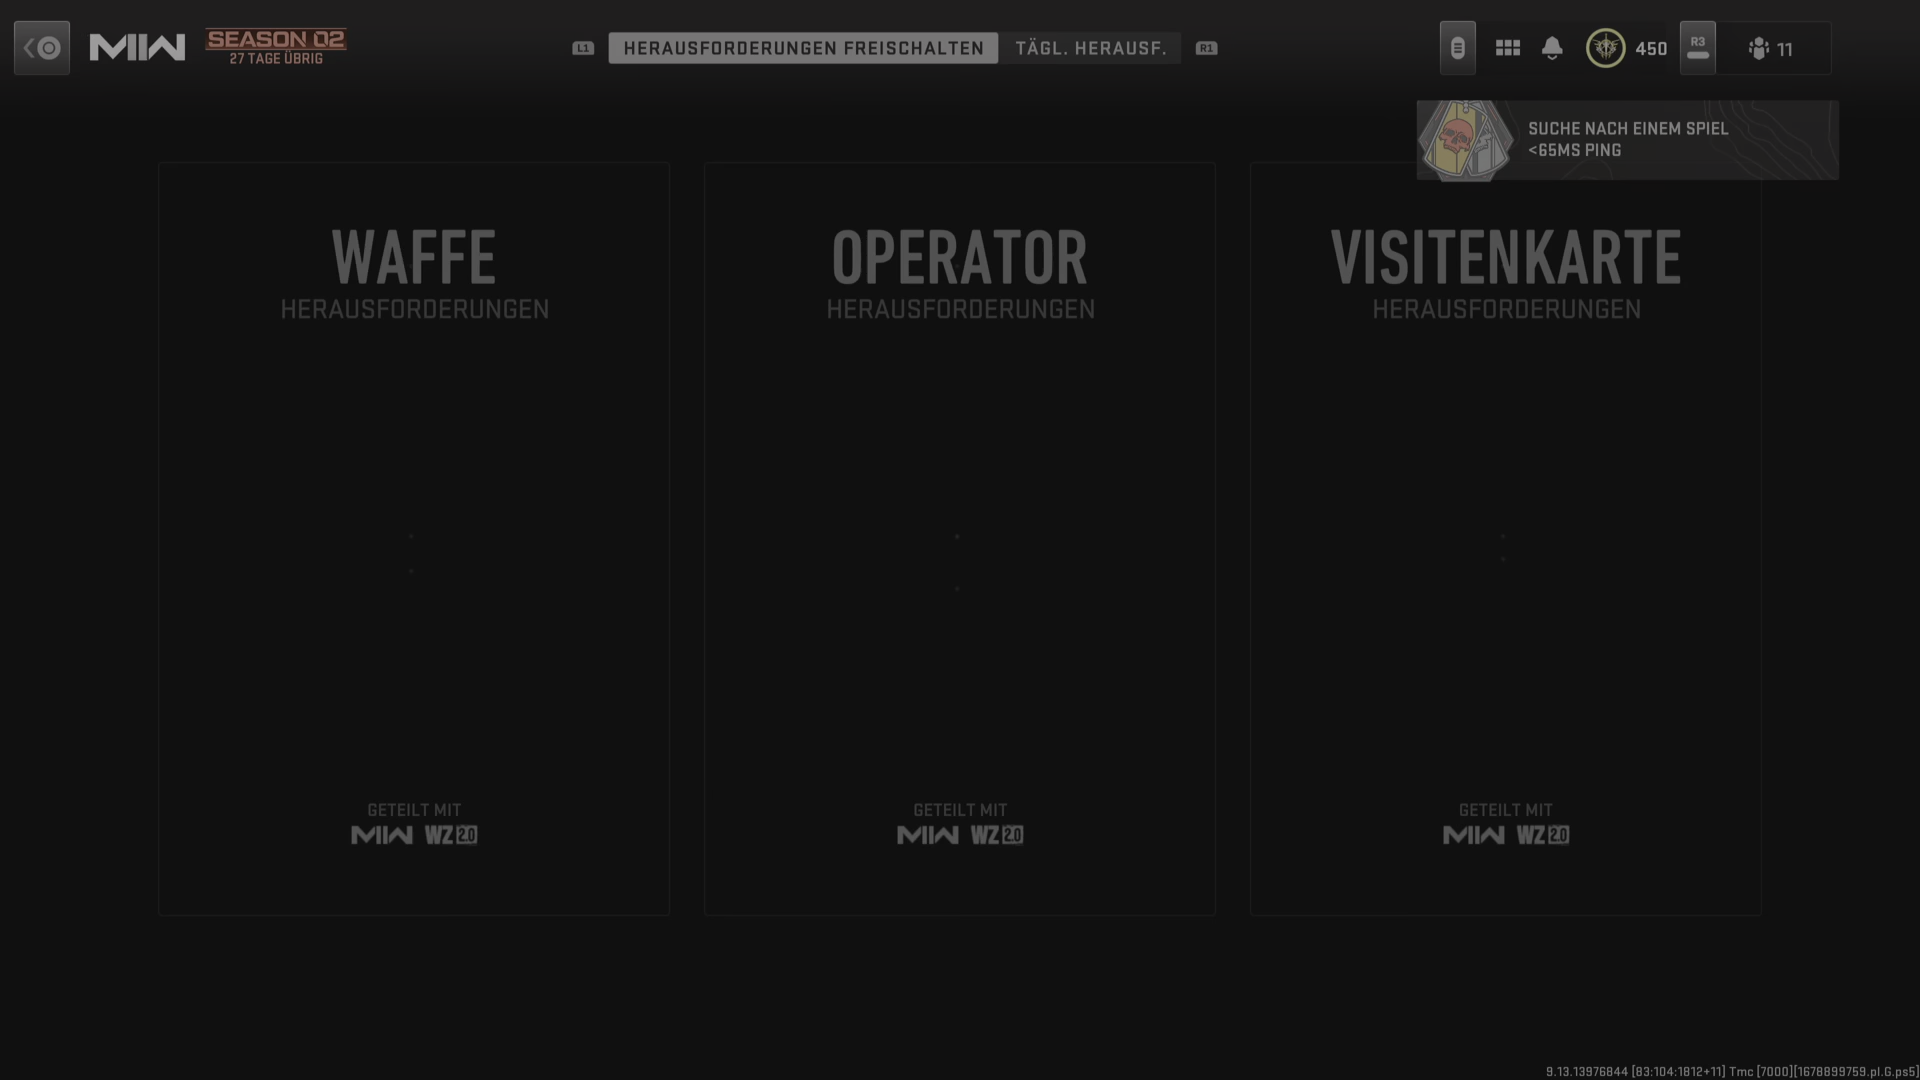 MW
SEASON 02
27 TAGE ÜBRIG
L1
HERAUSFORDERUNGEN FREISCHALTEN
TÄGL. HERAUSF.
R1
450
R3
11
SUCHE NACH EINEM SPIEL
<65MS PING
WAFFE
HERAUSFORDERUNGEN
GETEILT MIT
MW WZ 2.0
OPERATOR
HERAUSFORDERUNGEN
GETEILT MIT
MW WZ 2.0
VISITENKARTE
HERAUSFORDERUNGEN
GETEILT MIT
MW WZ 2.0
9.13.13976844 [83:104:1812+11] Tmc [7000][1678899759.pl.G.ps5]